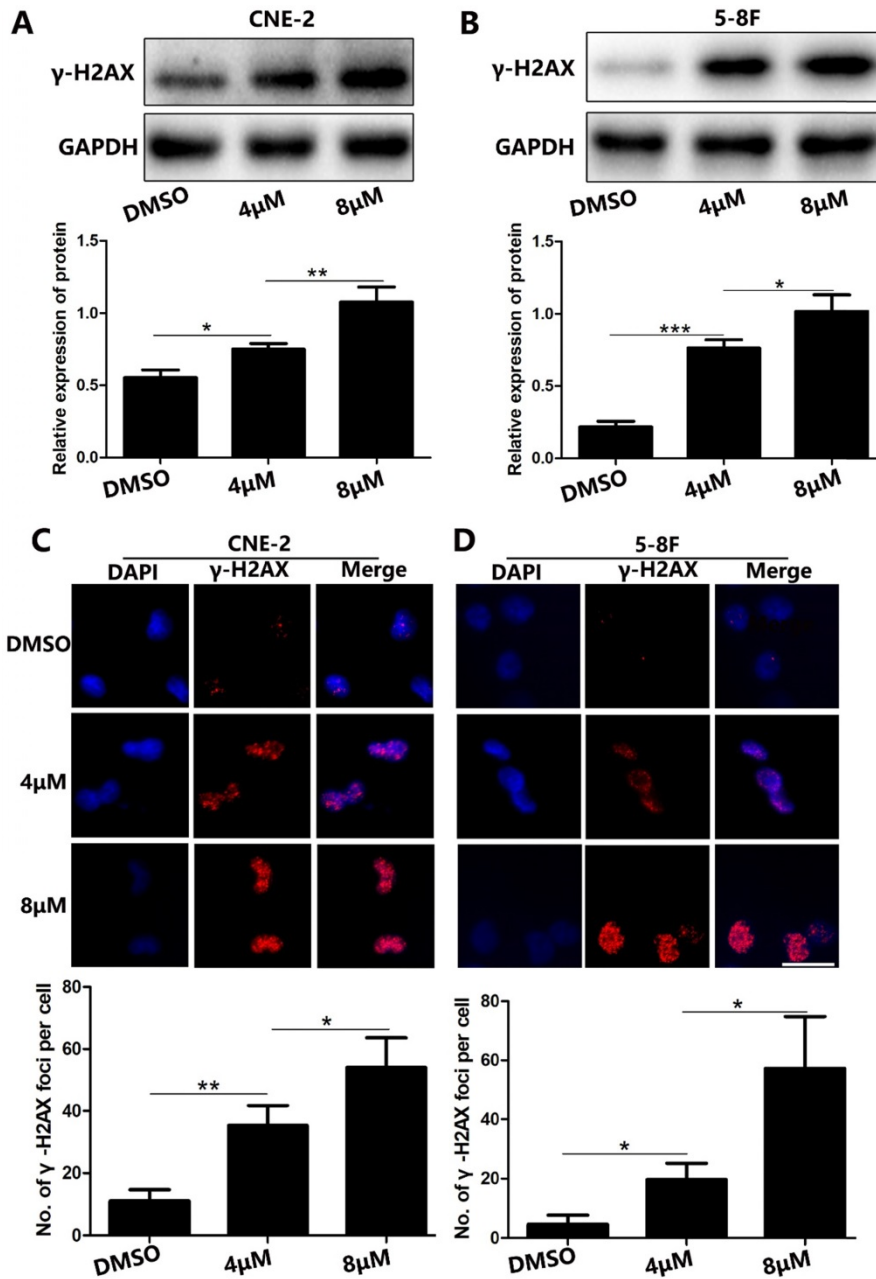 A
CNE-2
γ-H2AX
GAPDH
DMSO 4μM 8μM
Relative expression of protein
1.5
1.0
0.5
0.0
*
**
DMSO 4μM 8μM
B
5-8F
γ-H2AX
GAPDH
DMSO 4μM 8μM
Relative expression of protein
1.5
1.0
0.5
0.0
***
*
DMSO 4μM 8μM
C
CNE-2
DAPI γ-H2AX Merge
DMSO
4μM
8μM
No. of γ -H2AX foci per cell
80
60
40
20
0
**
*
DMSO 4μM 8μM
D
5-8F
DAPI γ-H2AX Merge
No. of γ -H2AX foci per cell
80
60
40
20
0
*
*
DMSO 4μM 8μM